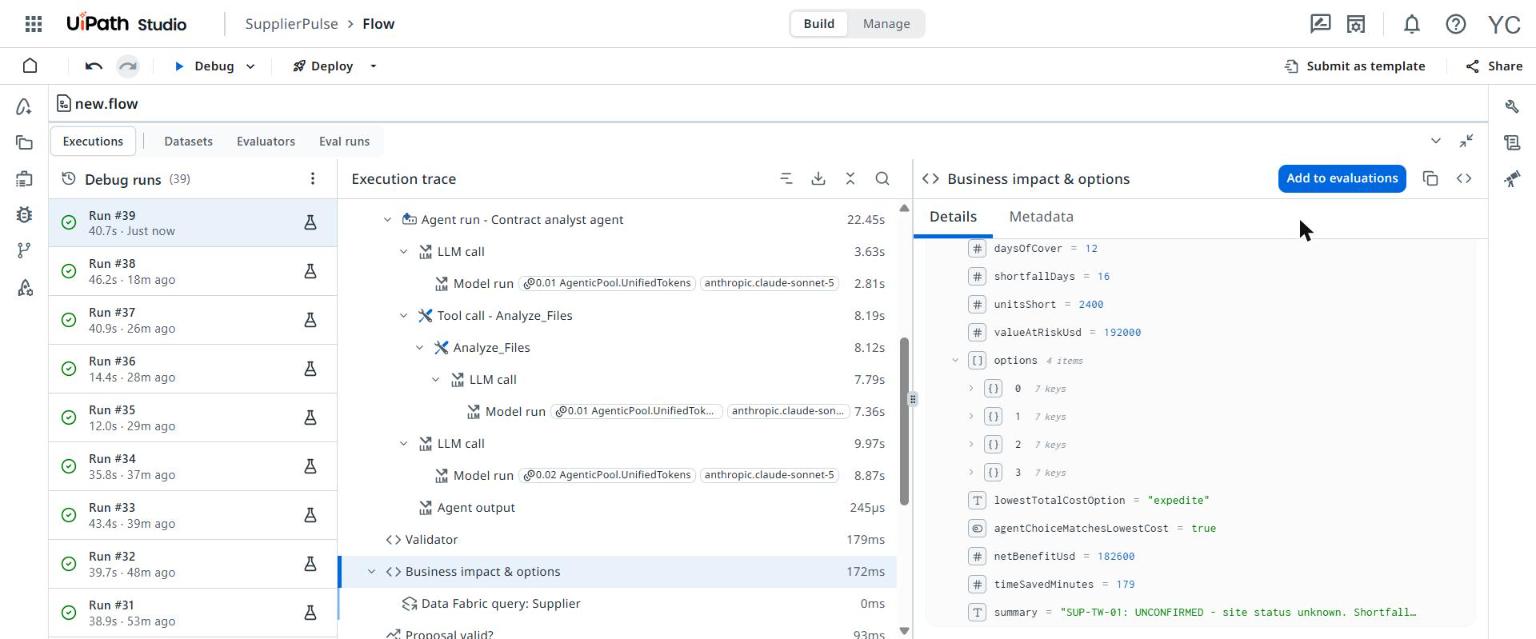 UiPath Studio SupplierPulse > Flow Build Manage YC
Debug Deploy Submit as template Share
new.flow
Executions Datasets Evaluators Eval runs
Debug runs (39)
Run #39
40.7s · Just now
Run #38
46.2s · 18m ago
Run #37
40.9s · 26m ago
Run #36
14.4s · 28m ago
Run #35
12.0s · 29m ago
Run #34
35.8s · 37m ago
Run #33
43.4s · 39m ago
Run #32
39.7s · 48m ago
Run #31
38.9s · 53m ago
Execution trace
Agent run - Contract analyst agent 22.45s
LLM call 3.63s
Model run 0.01 AgenticPool.UnifiedTokens anthropic.claude-sonnet-5 2.81s
Tool call - Analyze_Files 8.19s
Analyze_Files 8.12s
LLM call 7.79s
Model run 0.01 AgenticPool.UnifiedTok... anthropic.claude-son... 7.36s
LLM call 9.97s
Model run 0.02 AgenticPool.UnifiedTokens anthropic.claude-sonnet-5 8.87s
Agent output 245µs
Validator 179ms
Business impact & options 172ms
Data Fabric query: Supplier 0ms
Proposal valid? 93ms
Business impact & options Add to evaluations
Details Metadata
# daysOfCover = 12
# shortfallDays = 16
# unitsShort = 2400
# valueAtRiskUsd = 192000
[] options 4 items
{} 0 7 keys
{} 1 7 keys
{} 2 7 keys
{} 3 7 keys
T lowestTotalCostOption = "expedite"
agentChoiceMatchesLowestCost = true
# netBenefitUsd = 182600
# timeSavedMinutes = 179
T summary = "SUP-TW-01: UNCONFIRMED - site status unknown. Shortfall…